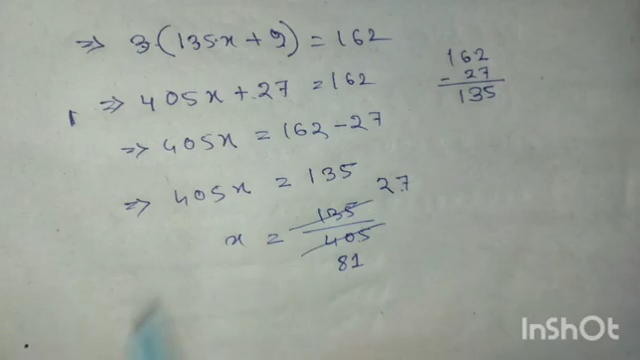 ⇒ 3·(135x + 9) = 162
⇒ 405x + 27 = 162
⇒ 405x = 162 - 27
⇒ 405x = 135
x = 135/405
27
81
162
- 27
135
InShOt